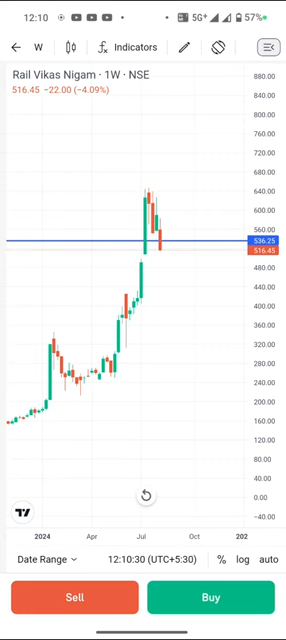 12:10
5G+
57%
W
Indicators
Rail Vikas Nigam · 1W · NSE
516.45 −22.00 (−4.09%)
880.00
840.00
800.00
760.00
720.00
680.00
640.00
600.00
560.00
536.25
516.45
480.00
440.00
400.00
360.00
320.00
280.00
240.00
200.00
160.00
120.00
80.00
40.00
0.00
−40.00
2024
Apr
Jul
Oct
202
Date Range
12:10:30 (UTC+5:30)
%
log
auto
Sell
Buy